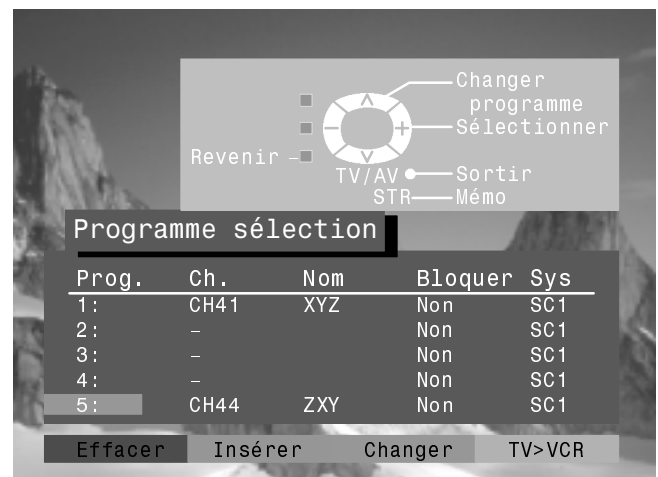 Changer
programme
Sélectionner
Revenir –
TV/AV Sortir
STR Mémo
Programme sélection
Prog. Ch. Nom Bloquer Sys
1: CH41 XYZ Non SC1
2: – Non SC1
3: – Non SC1
4: – Non SC1
5: CH44 ZXY Non SC1
Effacer Insérer Changer TV>VCR